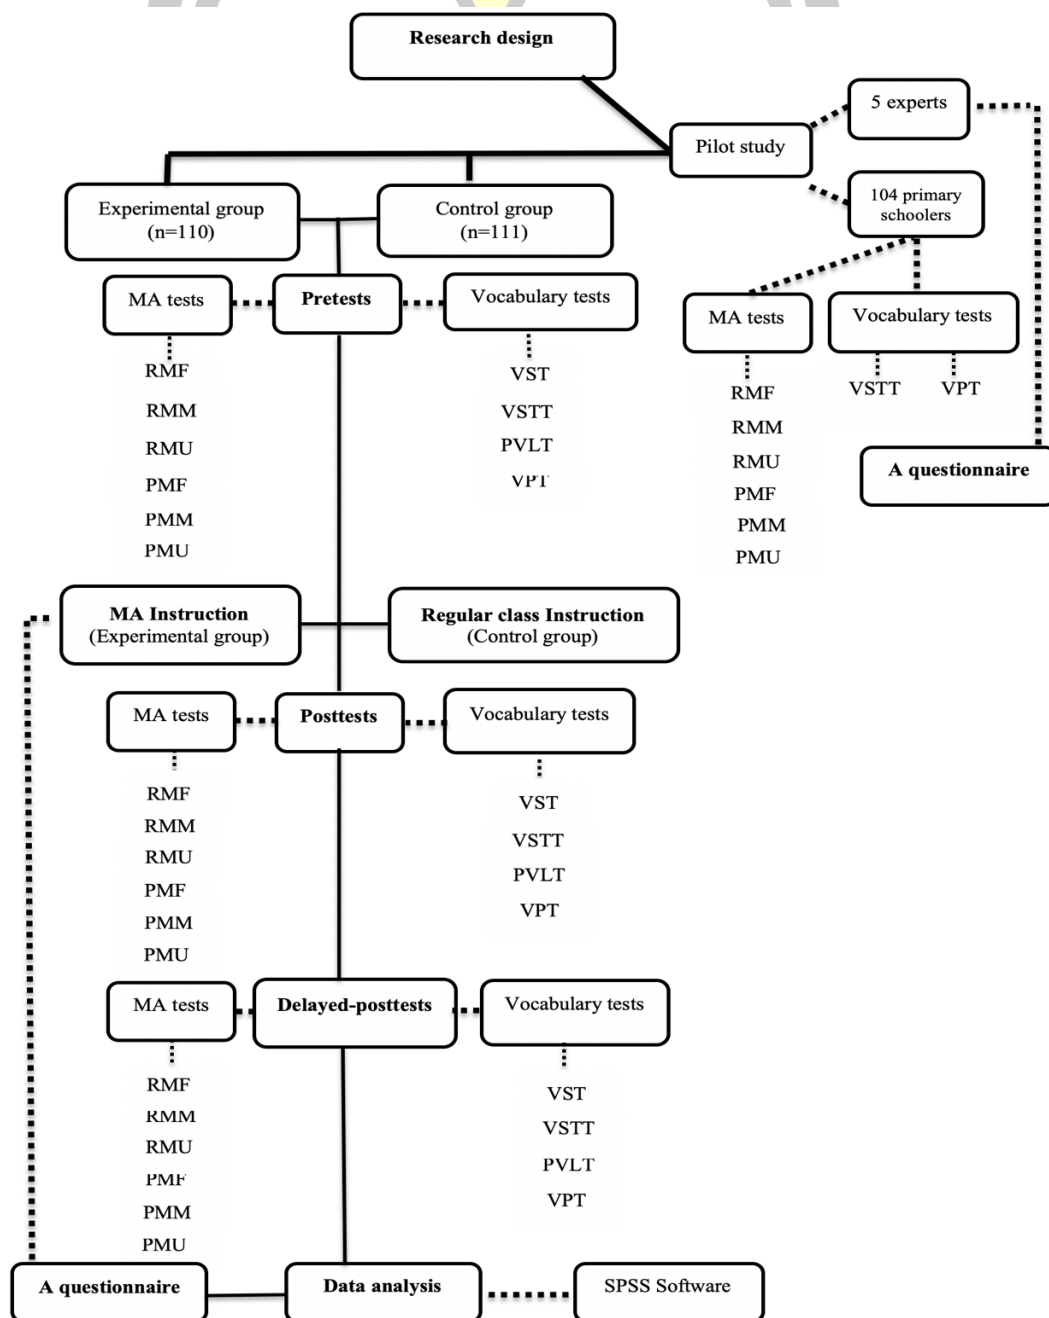 Research design
5 experts
Pilot study
104 primary
schoolers
Experimental group
(n=110)
Control group
(n=111)
MA tests
Pretests
Vocabulary tests
MA tests
Vocabulary tests
RMF
RMM
RMU
PMF
PMM
PMU
VST
VSTT
PVLT
VPT
RMF
RMM
RMU
PMF
PMM
PMU
VSTT
VPT
A questionnaire
MA Instruction
(Experimental group)
Regular class Instruction
(Control group)
MA tests
Posttests
Vocabulary tests
RMF
RMM
RMU
PMF
PMM
PMU
VST
VSTT
PVLT
VPT
MA tests
Delayed-posttests
Vocabulary tests
RMF
RMM
RMU
PMF
PMM
PMU
VST
VSTT
PVLT
VPT
A questionnaire
Data analysis
SPSS Software